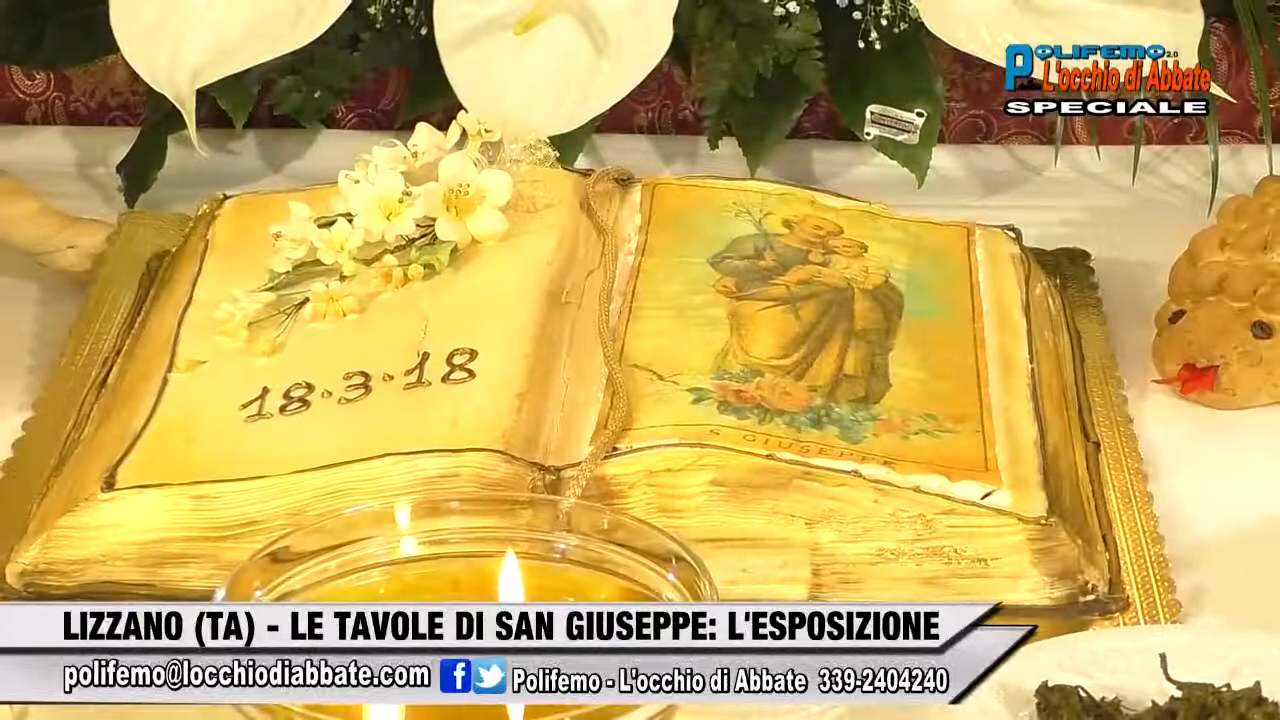 POLIFEMO 2.0
L'occhio di Abbate
SPECIALE
18·3·18
S GIUSEPPE
LIZZANO (TA) - LE TAVOLE DI SAN GIUSEPPE: L'ESPOSIZIONE
polifemo@locchiodiabbate.com Polifemo - L'occhio di Abbate 339-2404240